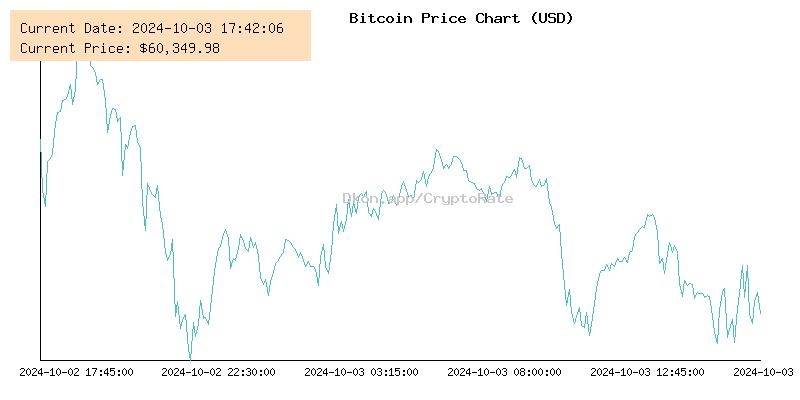 Bitcoin Price Chart (USD)
Current Date: 2024-10-03 17:42:06
Current Price: $60,349.98
Dkon.app/CryptoRate
2024-10-02 17:45:00 2024-10-02 22:30:00 2024-10-03 03:15:00 2024-10-03 08:00:00 2024-10-03 12:45:00 2024-10-03